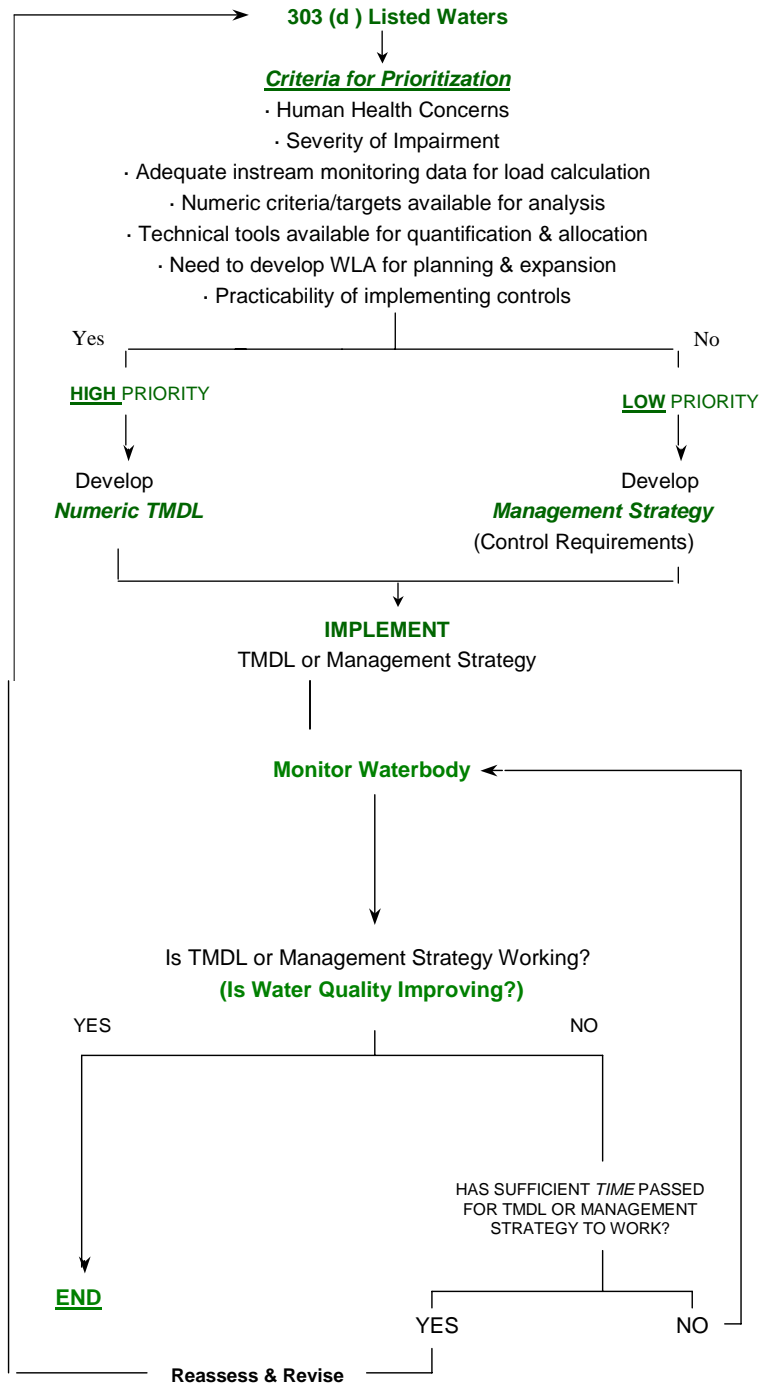 303 (d ) Listed Waters
Criteria for Prioritization
· Human Health Concerns
· Severity of Impairment
· Adequate instream monitoring data for load calculation
· Numeric criteria/targets available for analysis
· Technical tools available for quantification & allocation
· Need to develop WLA for planning & expansion
· Practicability of implementing controls
Yes
No
HIGH PRIORITY
LOW PRIORITY
Develop
Numeric TMDL
Develop
Management Strategy
(Control Requirements)
IMPLEMENT
TMDL or Management Strategy
Monitor Waterbody
Is TMDL or Management Strategy Working?
(Is Water Quality Improving?)
YES
NO
HAS SUFFICIENT TIME PASSED
FOR TMDL OR MANAGEMENT
STRATEGY TO WORK?
END
YES
NO
Reassess & Revise